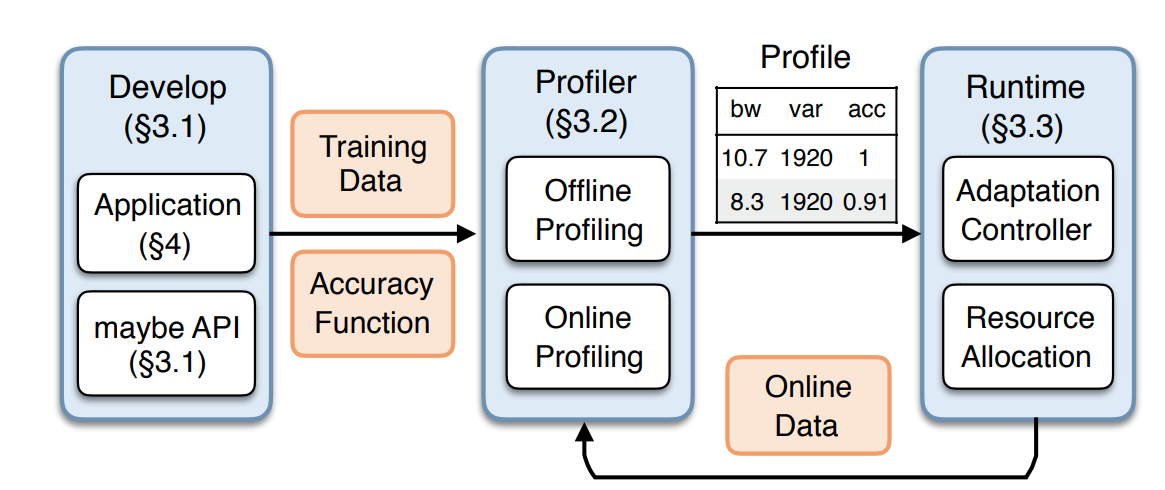 Develop
(§3.1)
Application
(§4)
maybe API
(§3.1)
Training
Data
Accuracy
Function
Profiler
(§3.2)
Offline
Profiling
Online
Profiling
Profile
bw var acc
10.7 1920 1
8.3 1920 0.91
Online
Data
Runtime
(§3.3)
Adaptation
Controller
Resource
Allocation